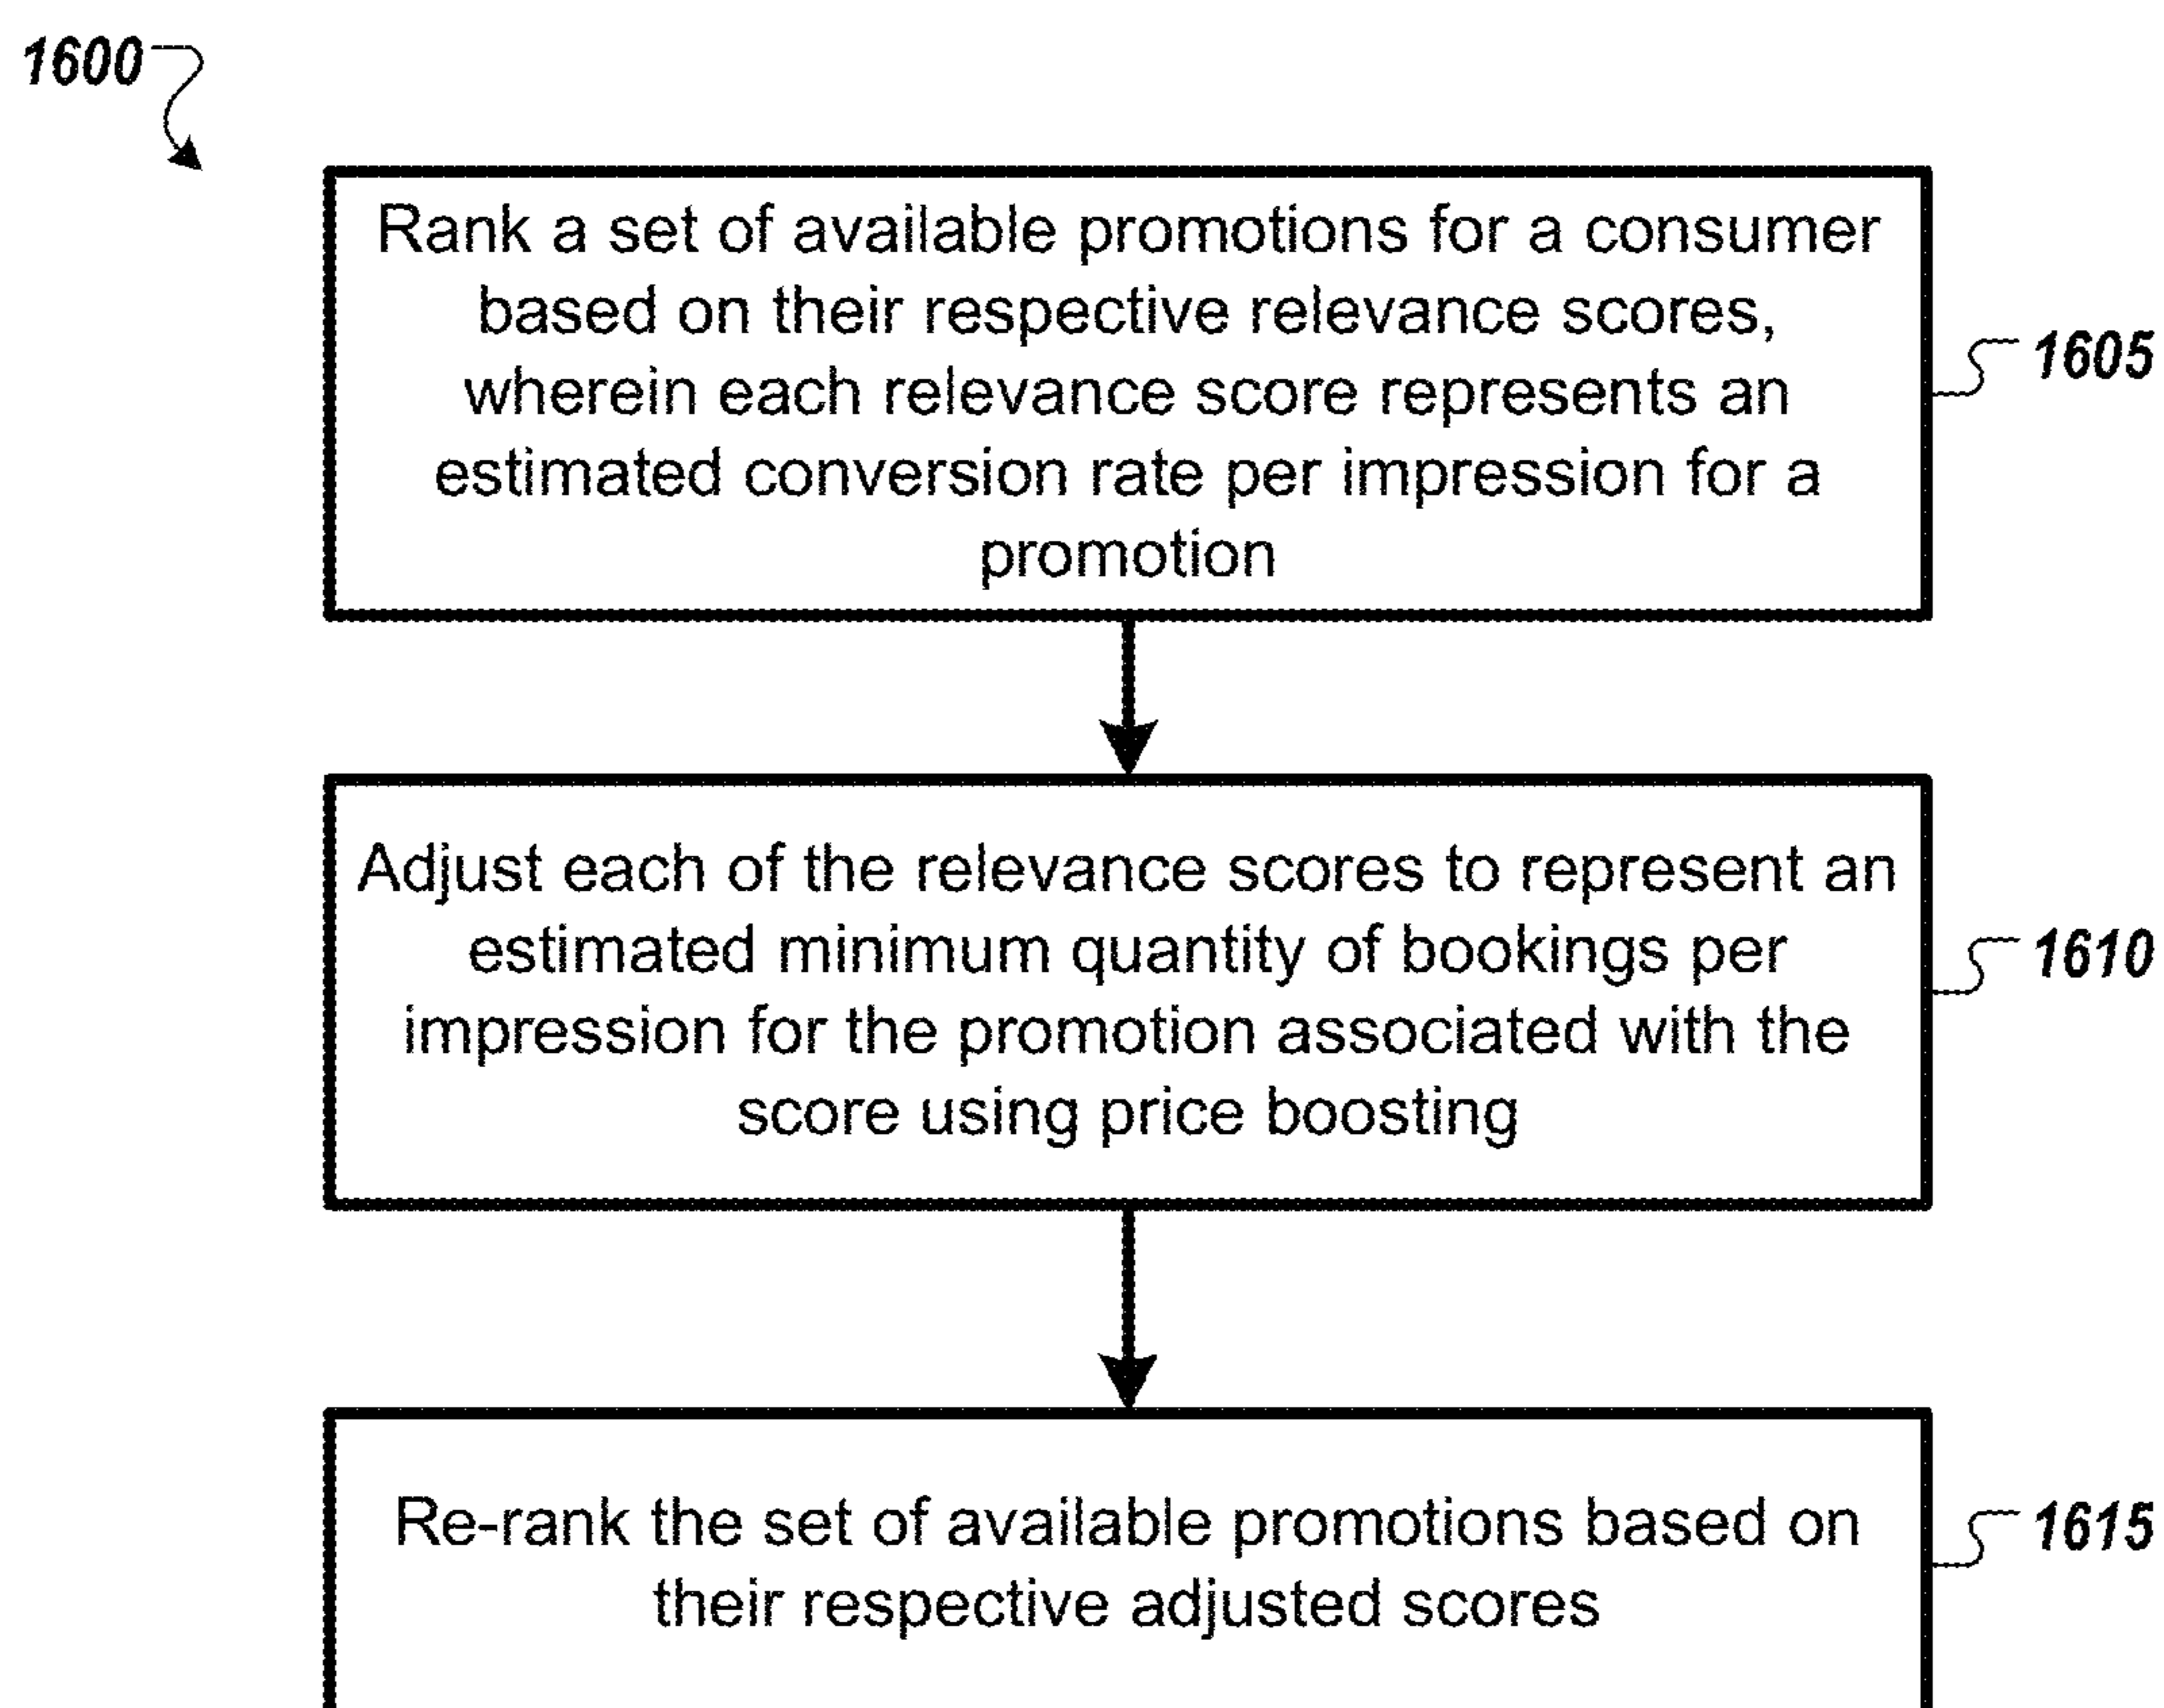 1600
Rank a set of available promotions for a consumer
based on their respective relevance scores,
wherein each relevance score represents an
estimated conversion rate per impression for a
promotion
1605
Adjust each of the relevance scores to represent an
estimated minimum quantity of bookings per
impression for the promotion associated with the
score using price boosting
1610
Re-rank the set of available promotions based on
their respective adjusted scores
1615